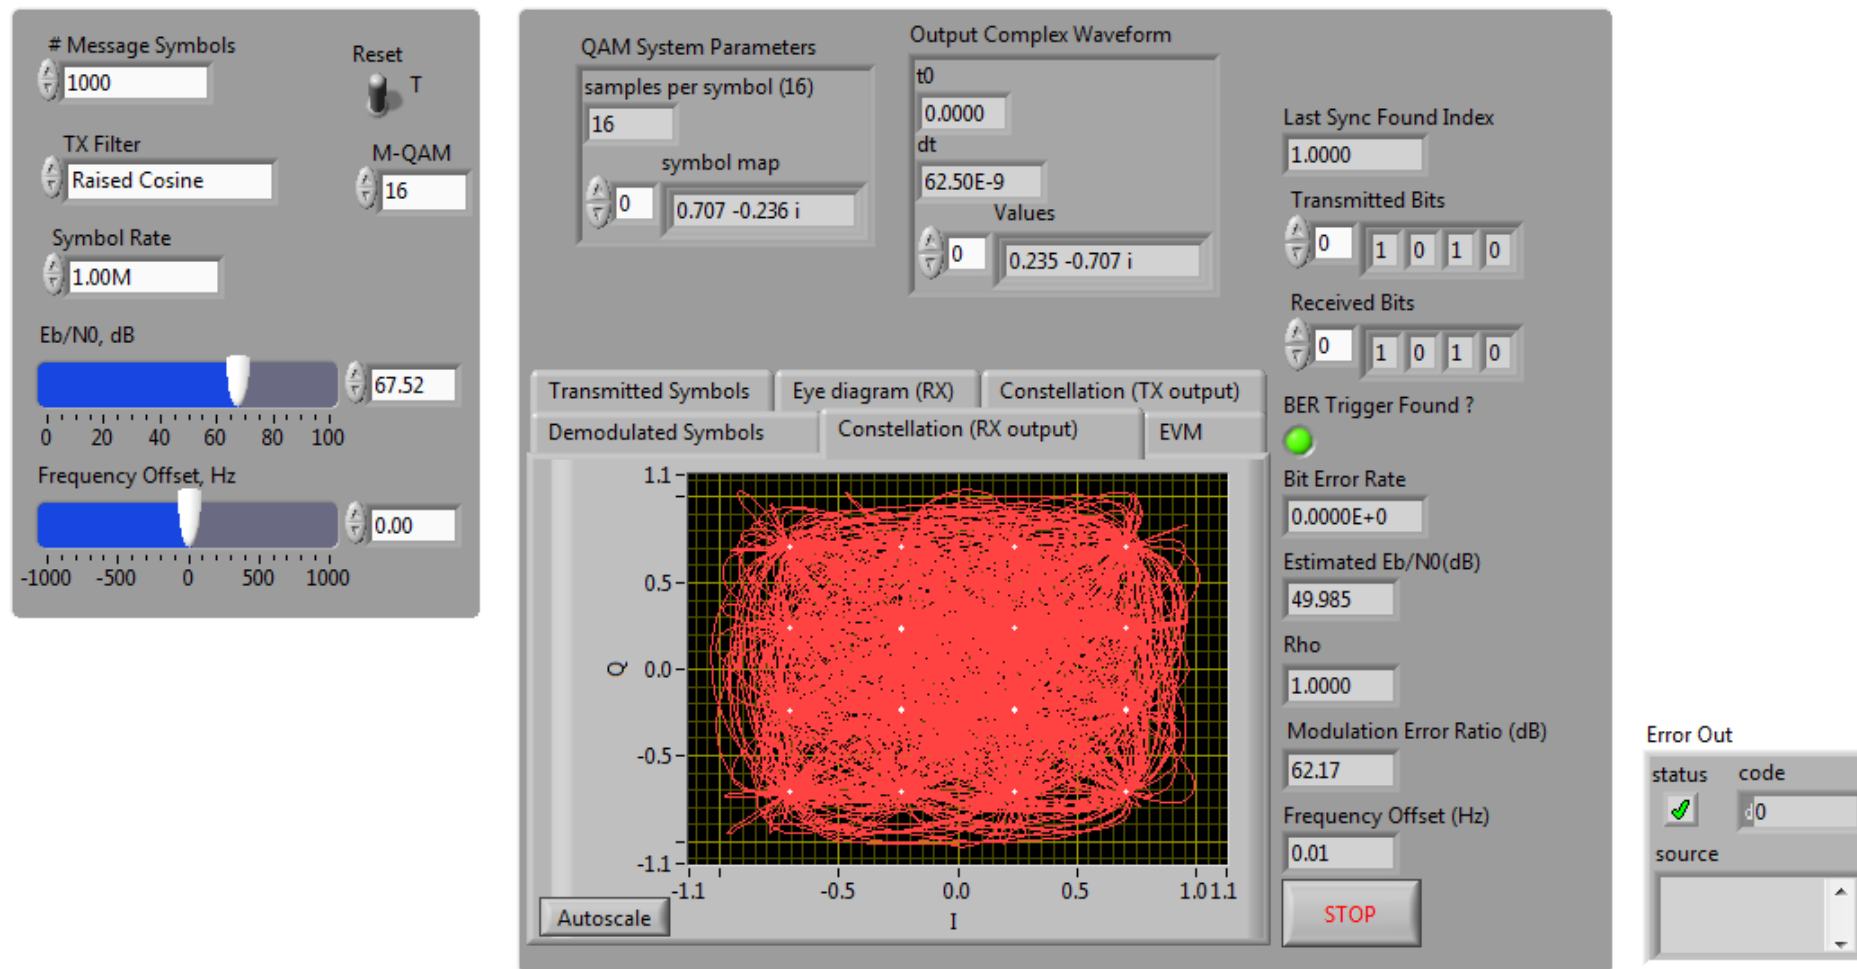 # Message Symbols
1000
Reset
T
TX Filter
Raised Cosine
M-QAM
16
Symbol Rate
1.00M
Eb/N0, dB
67.52
0 20 40 60 80 100
Frequency Offset, Hz
0.00
-1000 -500 0 500 1000
QAM System Parameters
samples per symbol (16)
16
symbol map
0
0.707 -0.236 i
Output Complex Waveform
t0
0.0000
dt
62.50E-9
Values
0
0.235 -0.707 i
Transmitted Symbols
Eye diagram (RX)
Constellation (TX output)
Demodulated Symbols
Constellation (RX output)
EVM
1.1
0.5
0.0
-0.5
-1.1
Q
-1.1 -0.5 0.0 0.5 1.0 1.1
I
Autoscale
Last Sync Found Index
1.0000
Transmitted Bits
0 1 0 1 0
Received Bits
0 1 0 1 0
BER Trigger Found ?
Bit Error Rate
0.0000E+0
Estimated Eb/N0(dB)
49.985
Rho
1.0000
Modulation Error Ratio (dB)
62.17
Frequency Offset (Hz)
0.01
STOP
Error Out
status code
d0
source